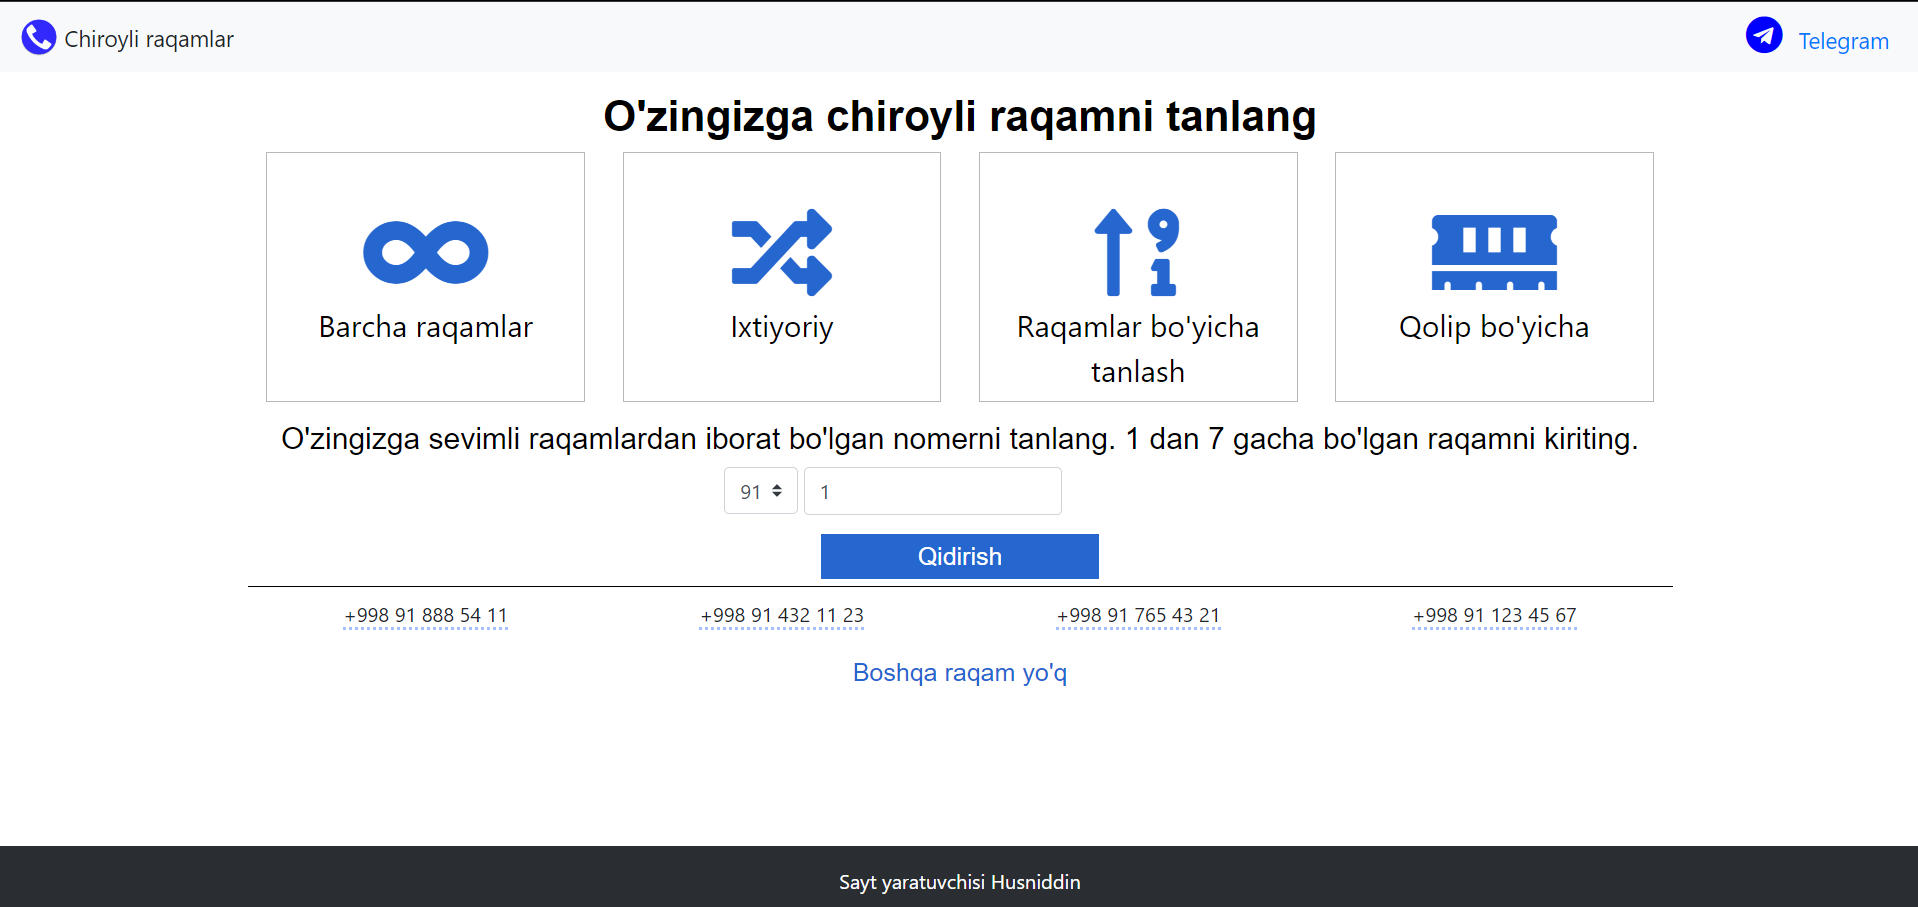 Chiroyli raqamlar
Telegram
O'zingizga chiroyli raqamni tanlang
Barcha raqamlar
Ixtiyoriy
9
1
Raqamlar bo'yicha
tanlash
Qolip bo'yicha
O'zingizga sevimli raqamlardan iborat bo'lgan nomerni tanlang. 1 dan 7 gacha bo'lgan raqamni kiriting.
91
1
Qidirish
+998 91 888 54 11
+998 91 432 11 23
+998 91 765 43 21
+998 91 123 45 67
Boshqa raqam yo'q
Sayt yaratuvchisi Husniddin